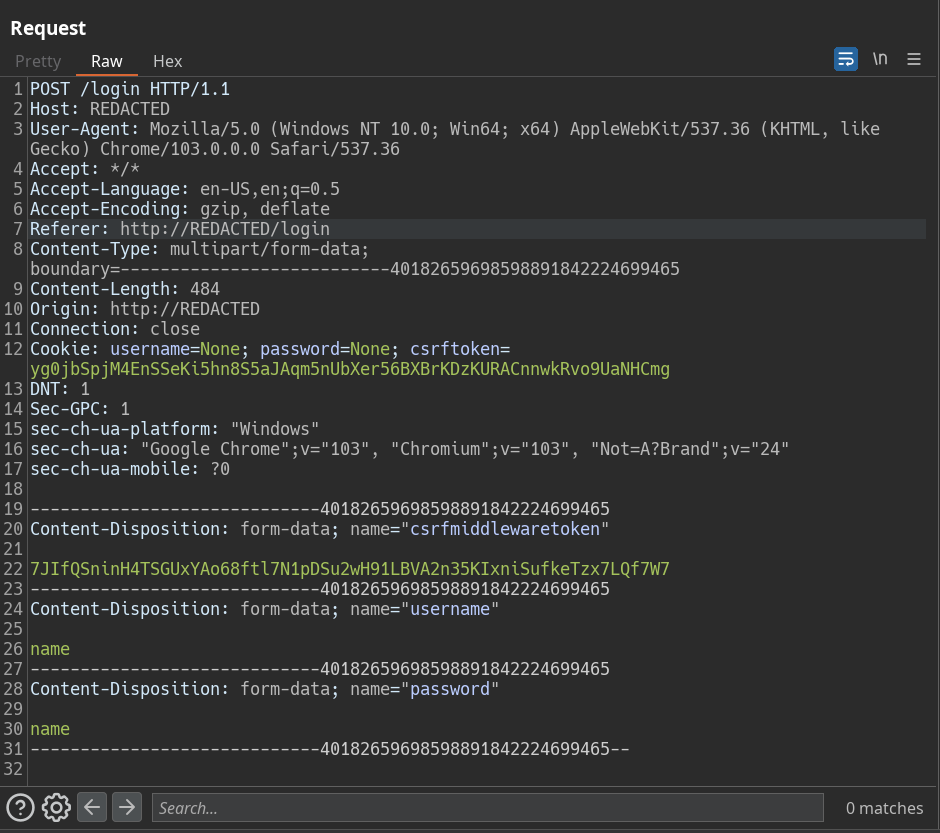 Request
Pretty Raw Hex
\n
1 POST /login HTTP/1.1
2 Host: REDACTED
3 User-Agent: Mozilla/5.0 (Windows NT 10.0; Win64; x64) AppleWebKit/537.36 (KHTML, like
Gecko) Chrome/103.0.0.0 Safari/537.36
4 Accept: */*
5 Accept-Language: en-US,en;q=0.5
6 Accept-Encoding: gzip, deflate
7 Referer: http://REDACTED/login
8 Content-Type: multipart/form-data;
boundary=---------------------------401826596985988918422246​99465
9 Content-Length: 484
10 Origin: http://REDACTED
11 Connection: close
12 Cookie: username=None; password=None; csrftoken=
yg0jbSpjM4EnSSeKi5hn8S5aJAqm5nUbXer56BXBrKDzKURACnnwkRvo9UaNHCmg
13 DNT: 1
14 Sec-GPC: 1
15 sec-ch-ua-platform: "Windows"
16 sec-ch-ua: "Google Chrome";v="103", "Chromium";v="103", "Not=A?Brand";v="24"
17 sec-ch-ua-mobile: ?0
18
19 -----------------------------40182659698598891842224699465
20 Content-Disposition: form-data; name="csrfmiddlewaretoken"
21
22 7JIfQSninH4TSGUxYAo68ftl7N1pDSu2wH91LBVA2n35KIxniSufkeTzx7LQf7W7
23 -----------------------------40182659698598891842224699465
24 Content-Disposition: form-data; name="username"
25
26 name
27 -----------------------------40182659698598891842224699465
28 Content-Disposition: form-data; name="password"
29
30 name
31 -----------------------------40182659698598891842224699465--
32
Search...
0 matches